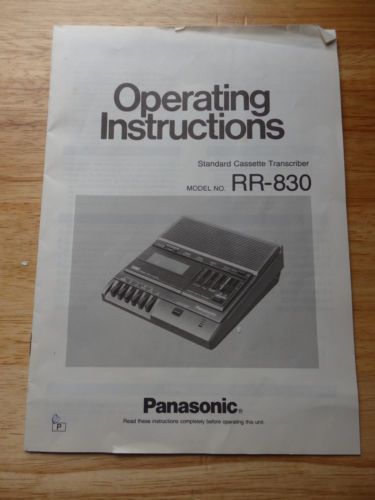 Operating
Instructions
Standard Cassette Transcriber
MODEL NO. RR-830
Panasonic®
Read these instructions completely before operating this unit.
P